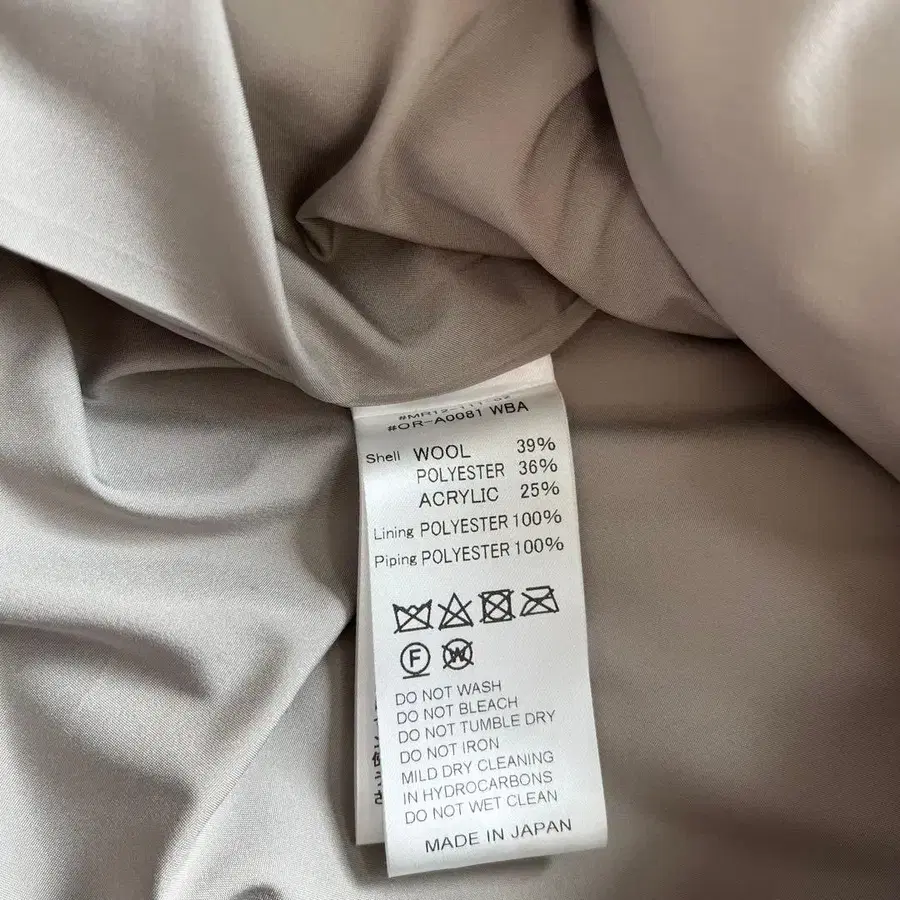 #OR-A0081 WBA
Shell WOOL 39%
POLYESTER 36%
ACRYLIC 25%
Lining POLYESTER 100%
Piping POLYESTER 100%
F W
DO NOT WASH
DO NOT BLEACH
DO NOT TUMBLE DRY
DO NOT IRON
MILD DRY CLEANING
IN HYDROCARBONS
DO NOT WET CLEAN
MADE IN JAPAN